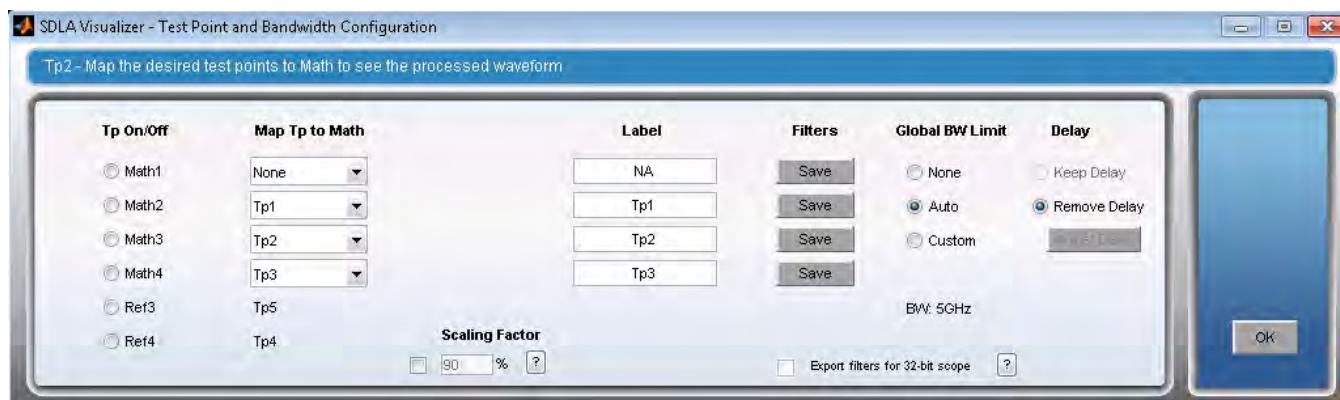 SDLA Visualizer - Test Point and Bandwidth Configuration
Tp2 - Map the desired test points to Math to see the processed waveform
Tp On/Off Map Tp to Math Label Filters Global BW Limit Delay
Math1 None NA Save None Keep Delay
Math2 Tp1 Tp1 Save Auto Remove Delay
Math3 Tp2 Tp2 Save Custom
Math4 Tp3 Tp3 Save
Ref3 Tp5 BW: 5GHz
Ref4 Tp4 Scaling Factor OK
90 % ? Export filters for 32-bit scope ?